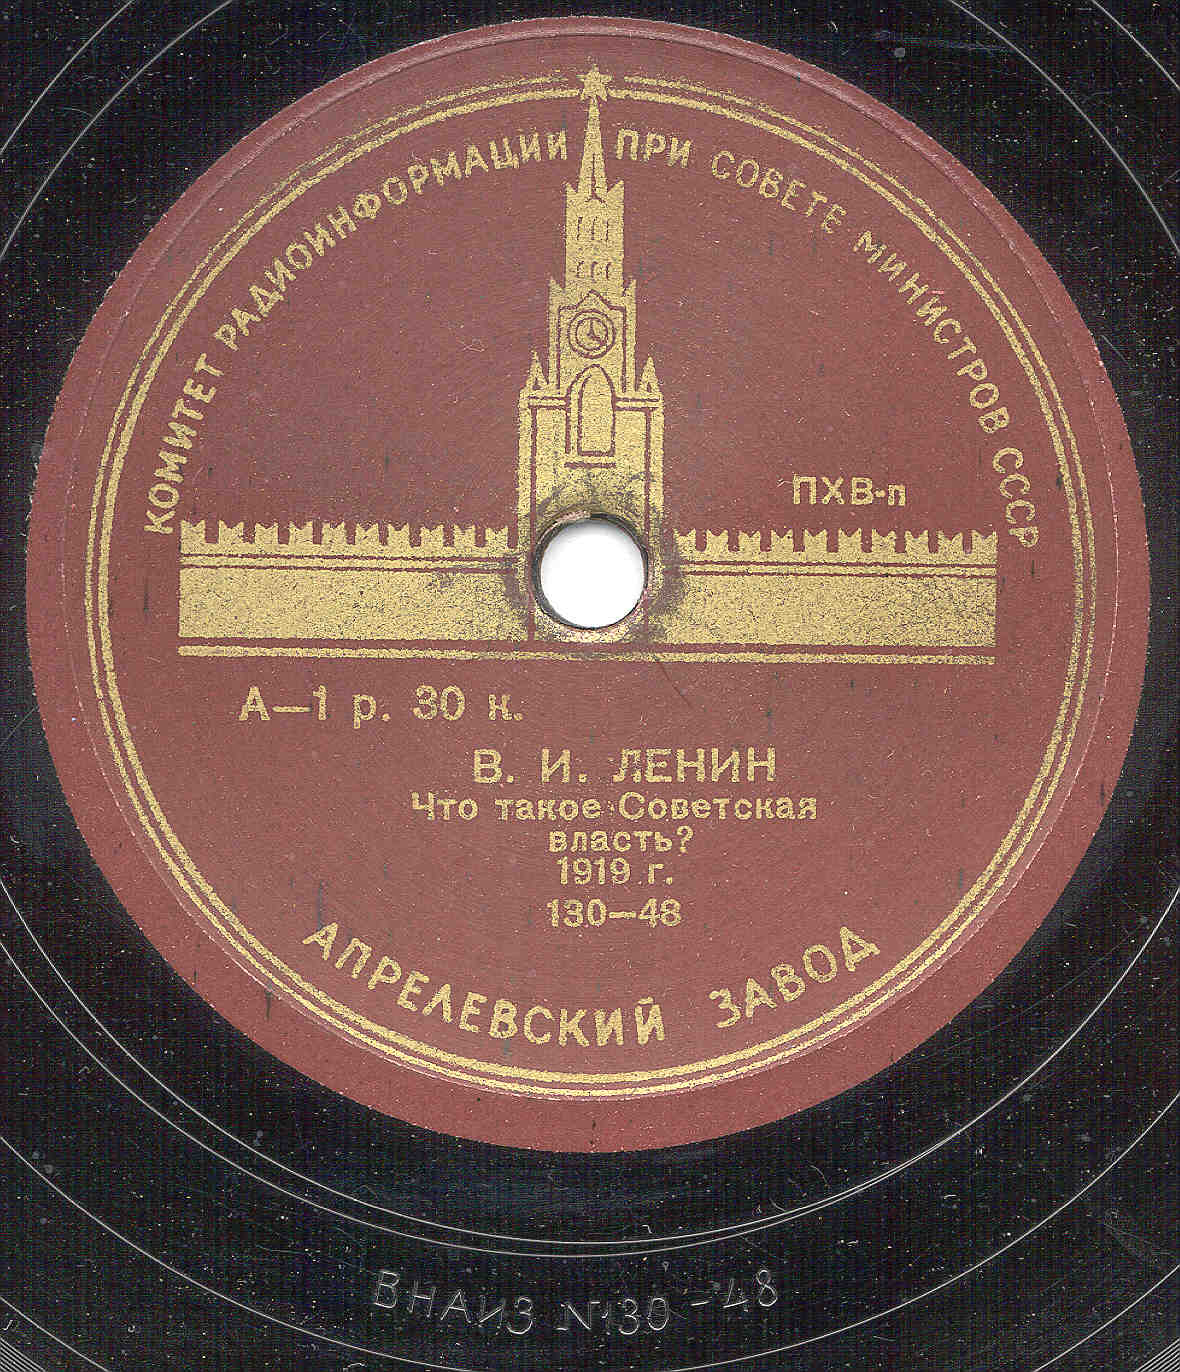 КОМИТЕТ РАДИОИНФОРМАЦИИ ПРИ СОВЕТЕ МИНИСТРОВ СССР
ПХВ-п
А—1 р. 30 к.
В. И. ЛЕНИН
Что такое Советская
власть?
1919 г.
130—48
АПРЕЛЕВСКИЙ ЗАВОД
ВНАИЗ №130-48